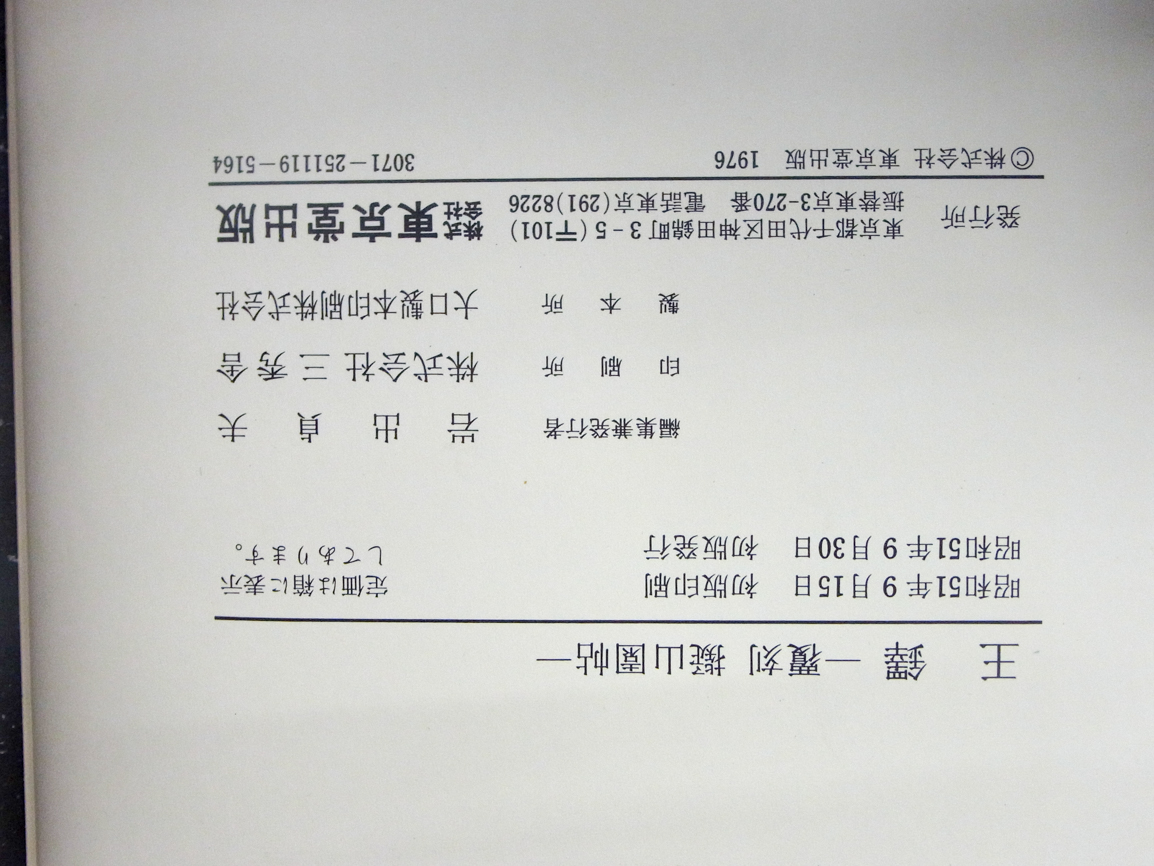 王 鐸 —覆刻 擬山園帖—
昭和51年9月15日 初版印刷
昭和51年9月30日 初版発行
定価は箱に表示
してあります。
編集兼発行者 岩出貞夫
印刷所 株式会社三秀舎
製本所 大口製本印刷株式会社
発行所
東京都千代田区神田錦町3-5(〒101)
振替東京3-270番 電話東京(291)8226
株式会社東京堂出版
©株式会社 東京堂出版 1976
3071-251119-5164